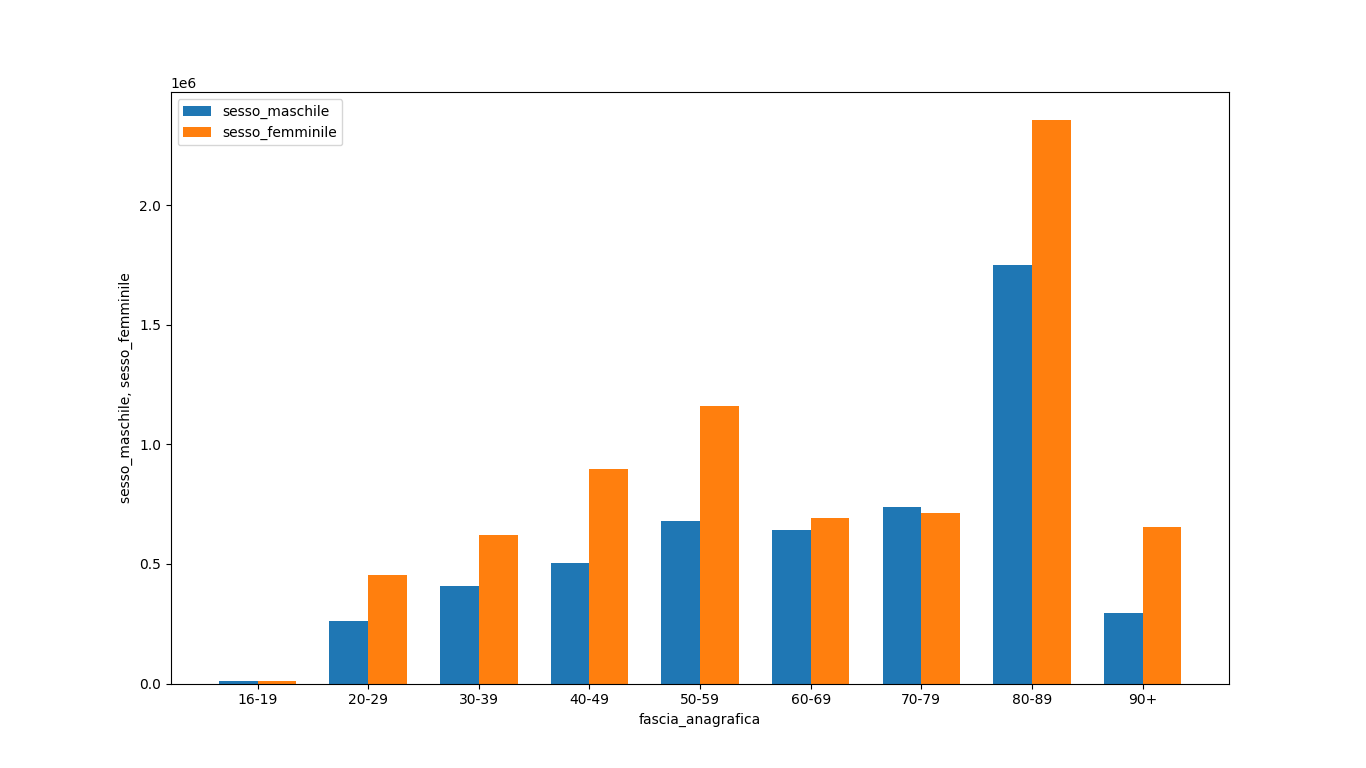 1e6
sesso_maschile
sesso_femminile
2.0
1.5
1.0
0.5
0.0
sesso_maschile, sesso_femminile
16-19 20-29 30-39 40-49 50-59 60-69 70-79 80-89 90+
fascia_anagrafica